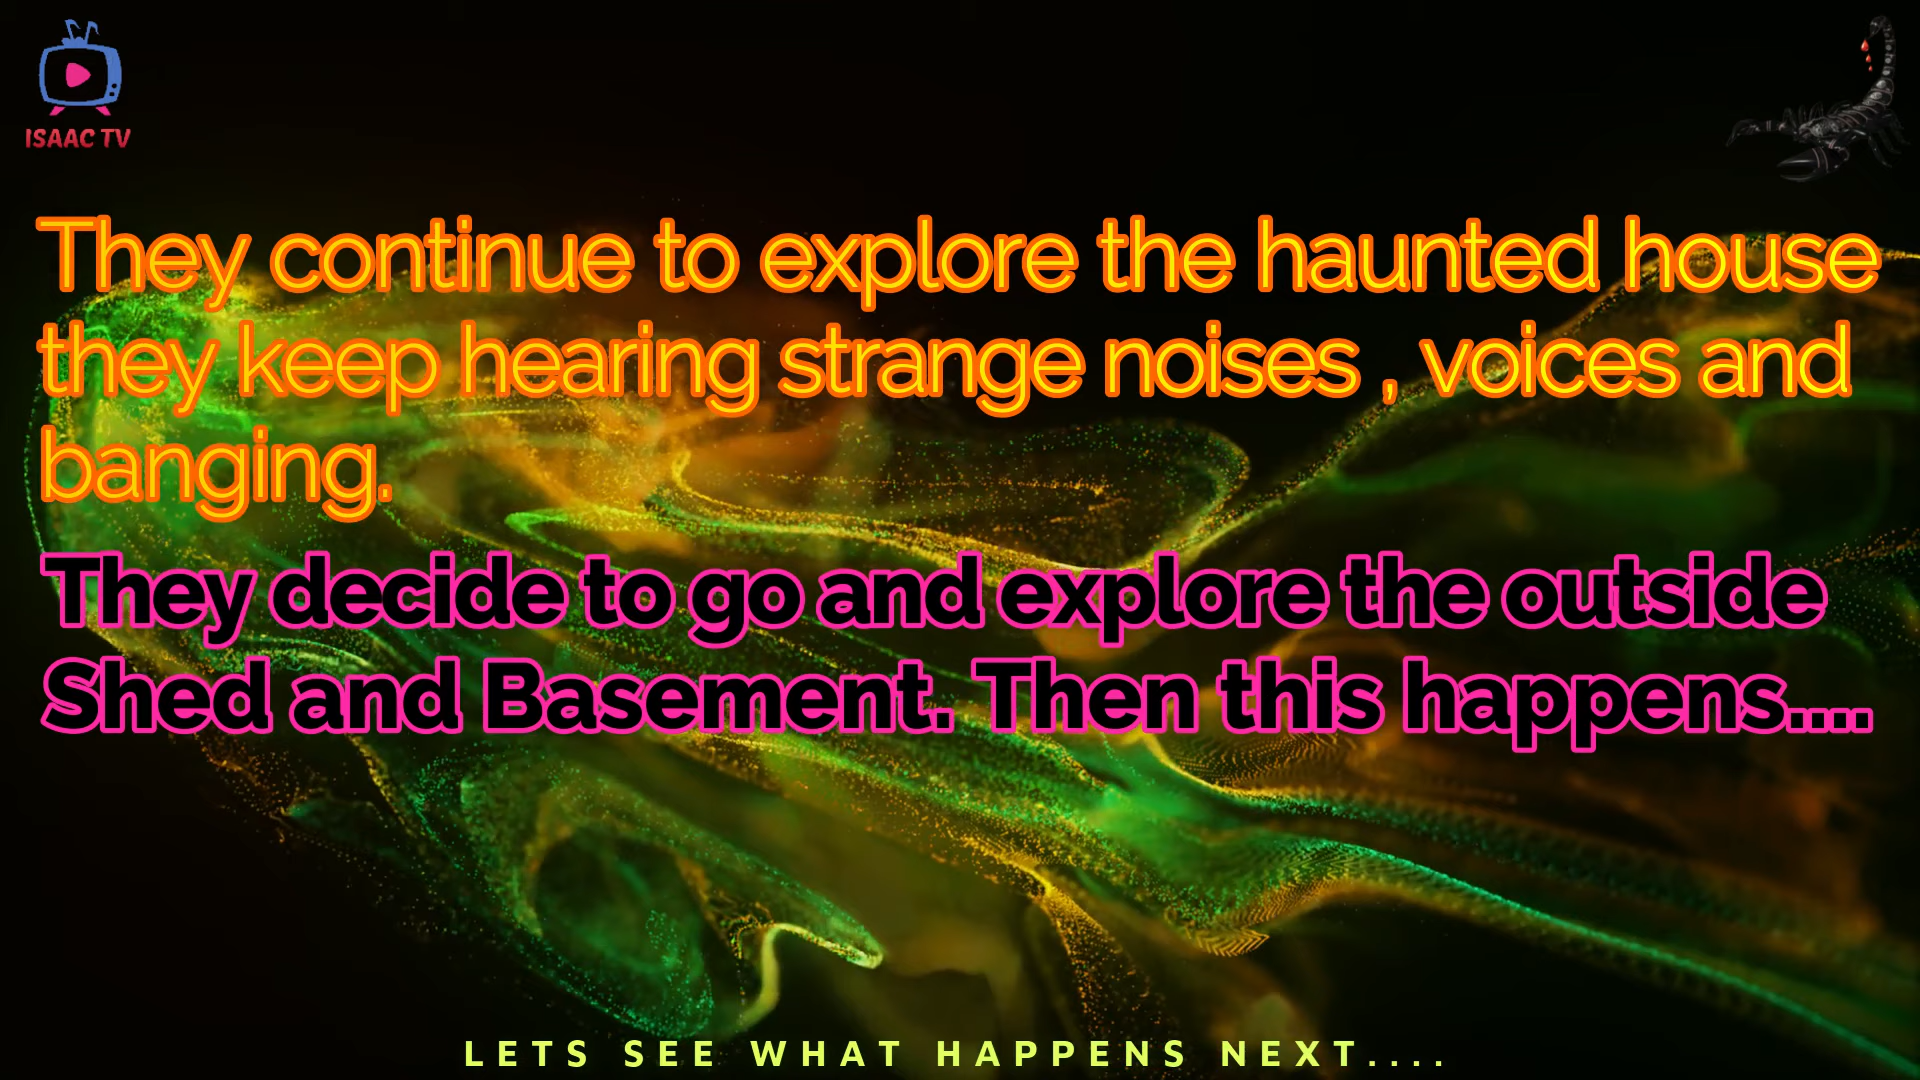 ISAAC TV
They continue to explore the haunted house
they keep hearing strange noises , voices and
banging.
They decide to go and explore the outside
Shed and Basement. Then this happens....
LETS SEE WHAT HAPPENS NEXT....